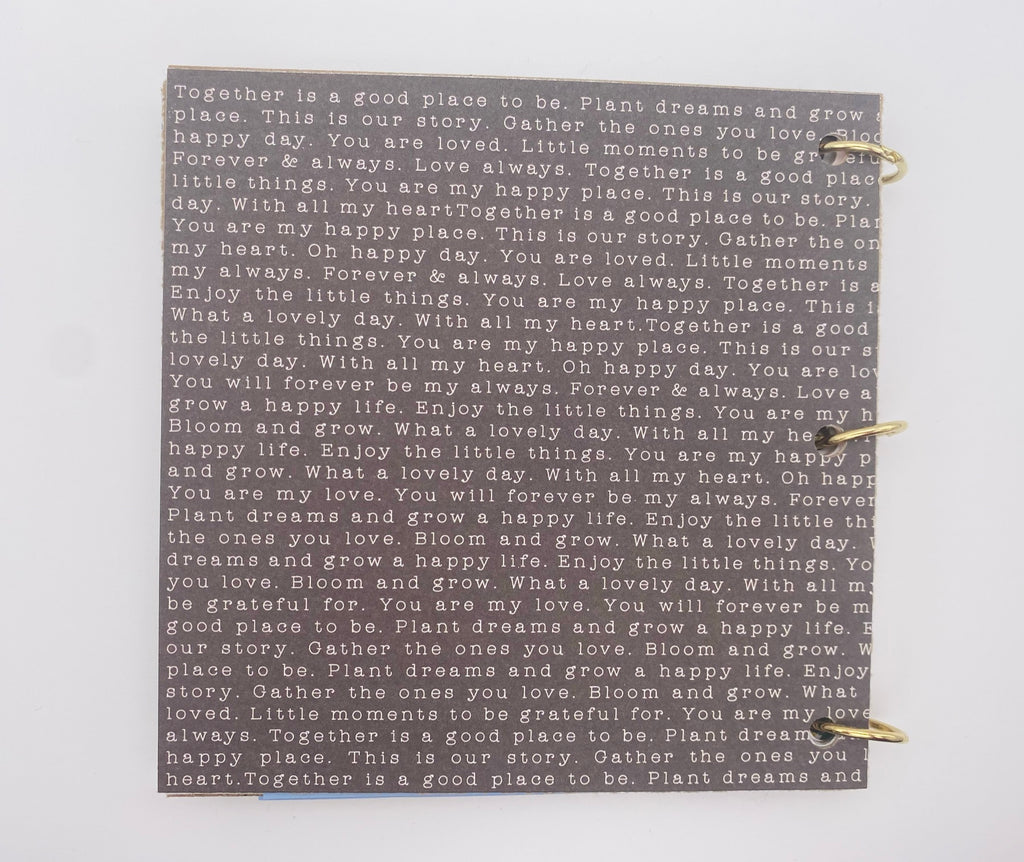 Together is a good place to be. Plant dreams and grow
place. This is our story. Gather the ones you love.
happy day. You are loved. Little moments to be
Forever & always. Love always. Together is a good
little things. You are my happy place. This is our story.
day. With all my heartTogether is a good place to be.
You are my happy place. This is our story. Gather the
my heart. Oh happy day. You are loved. Little moments
my always. Forever & always. Love always. Together is
Enjoy the little things. You are my happy place. This
What a lovely day. With all my heart.Together is a good
the little things. You are my happy place. This is our
lovely day. With all my heart. Oh happy day. You are
You will forever be my always. Forever & always. Love
grow a happy life. Enjoy the little things. You are my
Bloom and grow. What a lovely day. With all my
happy life. Enjoy the little things. You are my happy
and grow. What a lovely day. With all my heart. Oh
You are my love. You will forever be my always. Forever
Plant dreams and grow a happy life. Enjoy the little
the ones you love. Bloom and grow. What a lovely day.
dreams and grow a happy life. Enjoy the little things.
you love. Bloom and grow. What a lovely day. With all
be grateful for. You are my love. You will forever be
good place to be. Plant dreams and grow a happy life.
our story. Gather the ones you love. Bloom and grow.
place to be. Plant dreams and grow a happy life. Enjoy
story. Gather the ones you love. Bloom and grow. What
loved. Little moments to be grateful for. You are my love
always. Together is a good place to be. Plant
happy place. This is our story. Gather the ones you
heart.Together is a good place to be. Plant dreams and